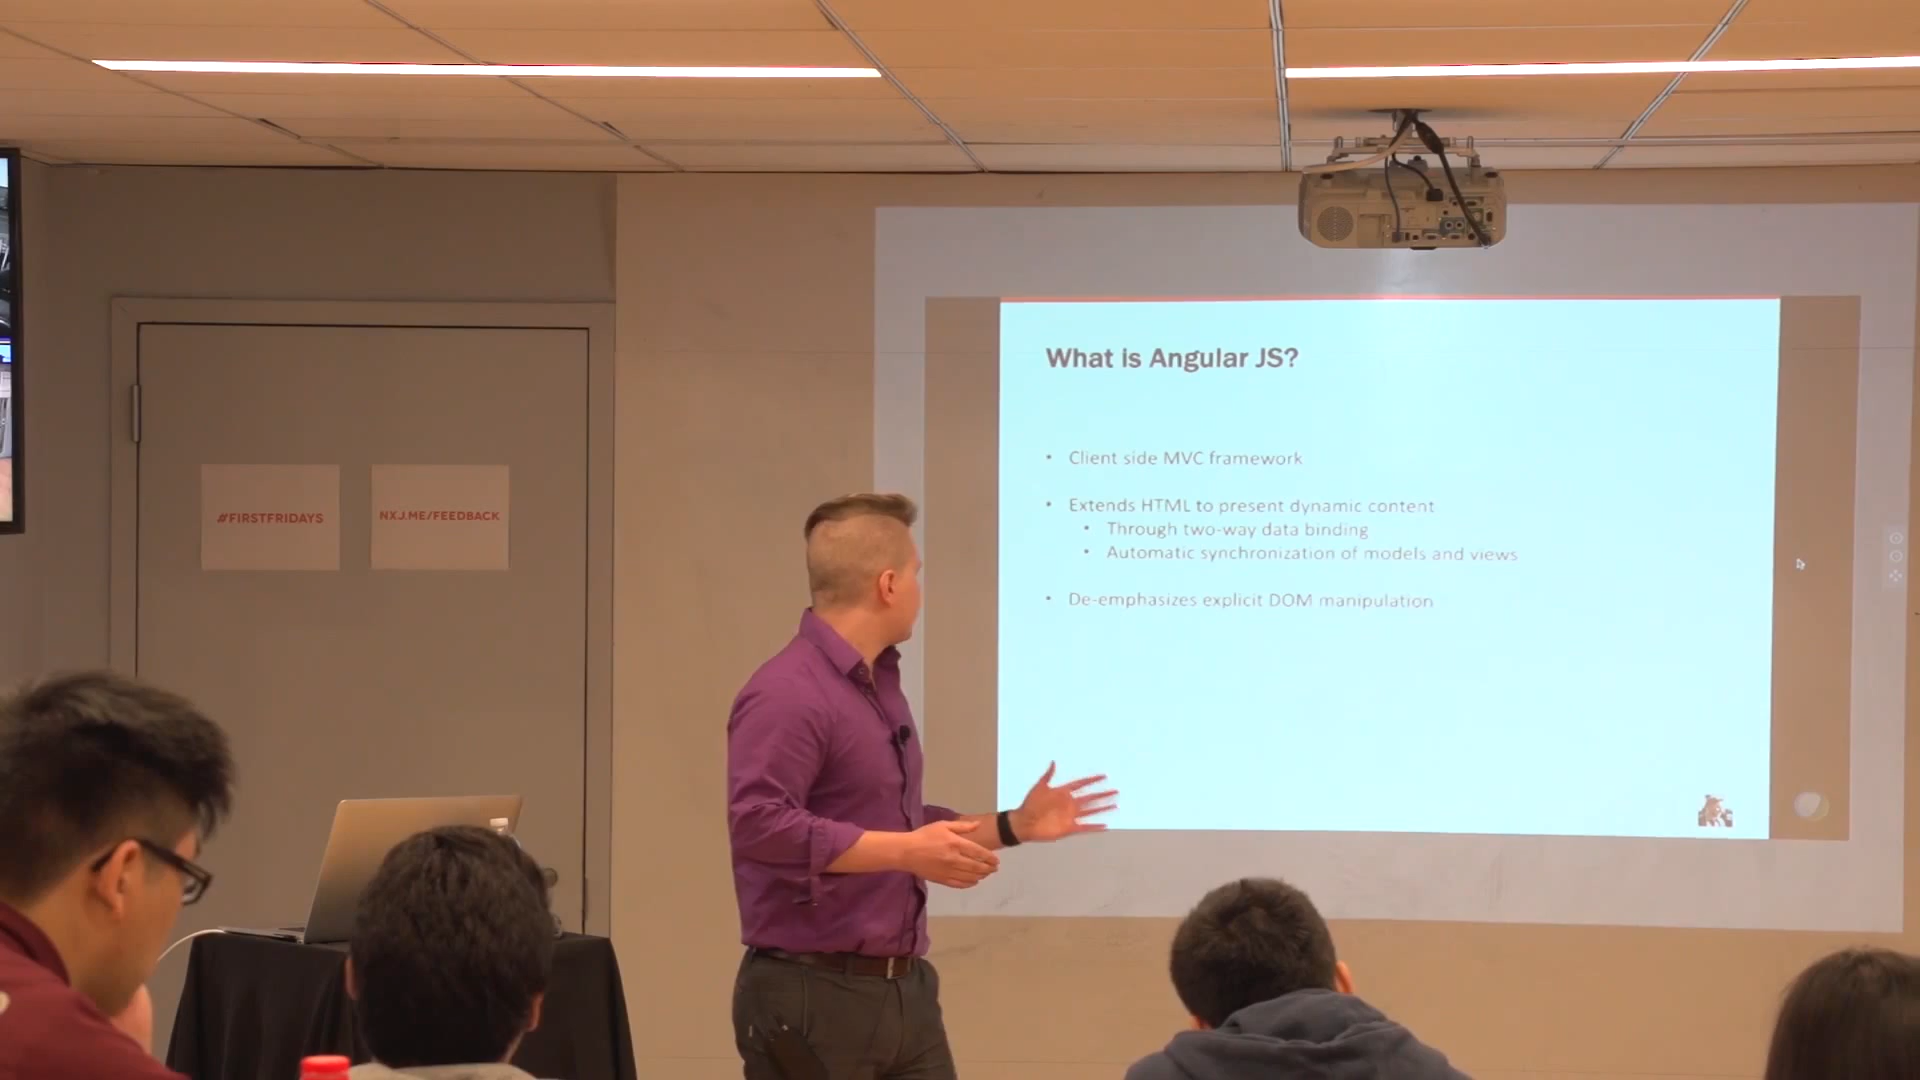 #FIRSTFRIDAYS
NXJ.ME/FEEDBACK
What is Angular JS?
• Client side MVC framework
• Extends HTML to present dynamic content
• Through two-way data binding
• Automatic synchronization of models and views
• De-emphasizes explicit DOM manipulation